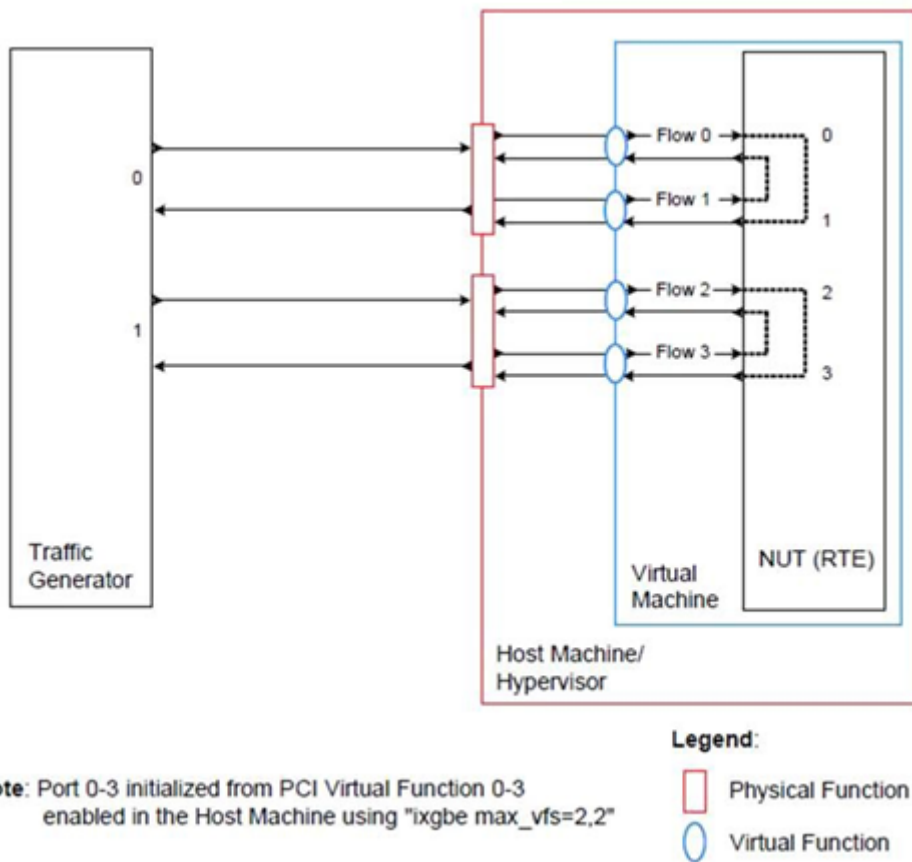 Flow 0
0
0
Flow 1
1
Flow 2
2
1
Flow 3
3
Traffic
Generator
NUT (RTE)
Virtual
Machine
Host Machine/
Hypervisor
Legend:
ote: Port 0-3 initialized from PCI Virtual Function 0-3
enabled in the Host Machine using "ixgbe max_vfs=2,2"
Physical Function
Virtual Function